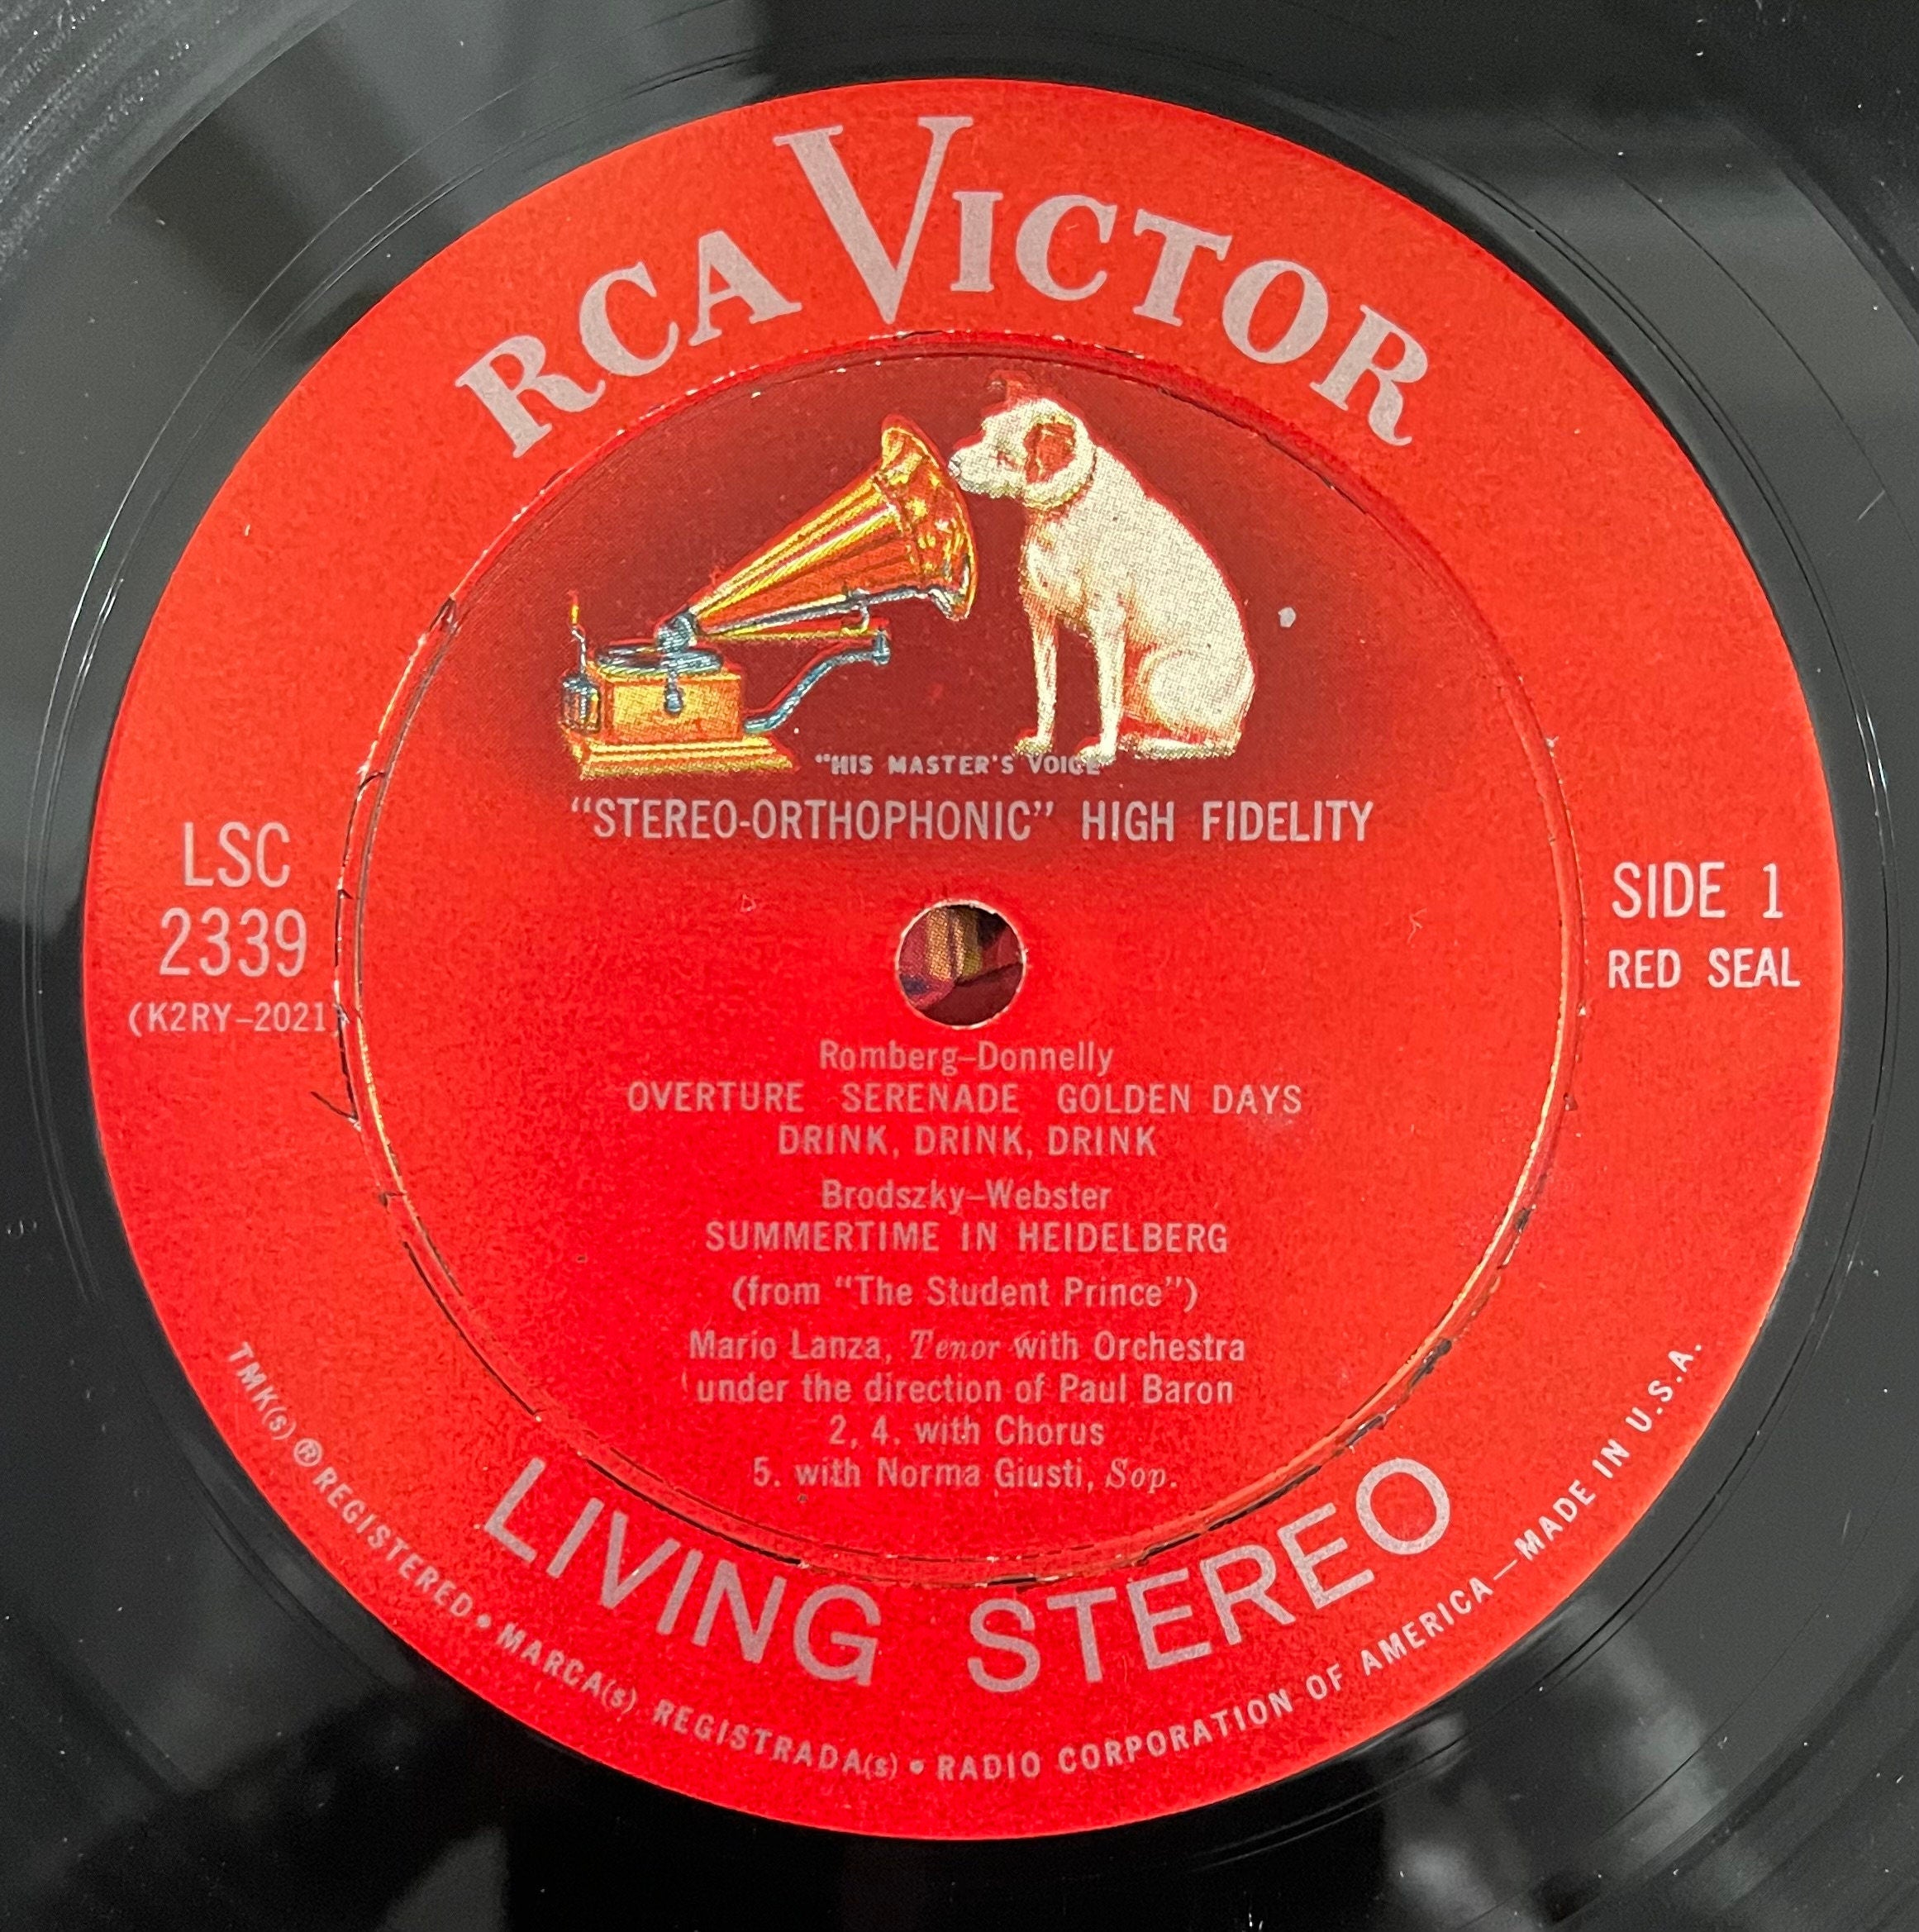 RCA VICTOR
"HIS MASTER'S VOICE"
"STEREO-ORTHOPHONIC" HIGH FIDELITY
LSC
2339
(K2RY-2021)
SIDE 1
RED SEAL
Romberg-Donnelly
OVERTURE SERENADE GOLDEN DAYS
DRINK, DRINK, DRINK
Brodszky-Webster
SUMMERTIME IN HEIDELBERG
(from "The Student Prince")
Mario Lanza, Tenor with Orchestra
under the direction of Paul Baron
2, 4. with Chorus
5. with Norma Giusti, Sop.
LIVING STEREO
TMK(s) ® REGISTERED • MARCA(s) REGISTRADA(s) • RADIO CORPORATION OF AMERICA—MADE IN U.S.A.